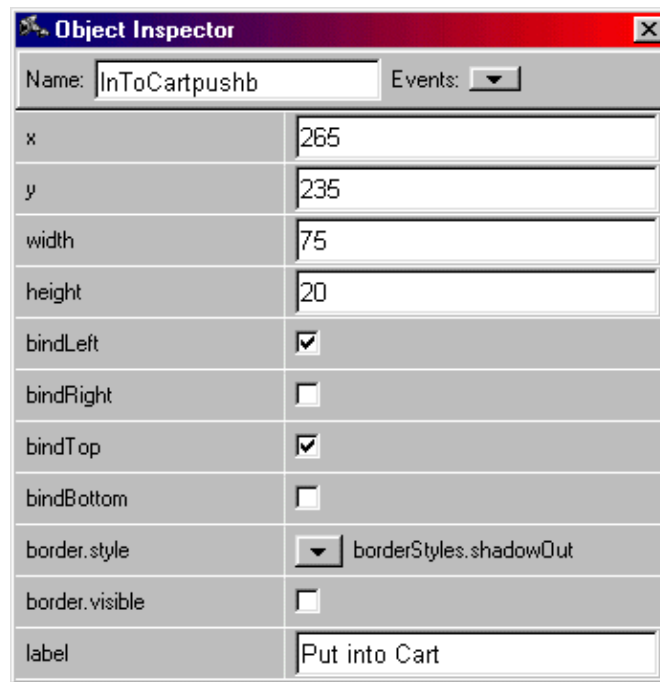 Object Inspector
Name: InToCartpushb Events:
x 265
y 235
width 75
height 20
bindLeft
bindRight
bindTop
bindBottom
border.style borderStyles.shadowOut
border.visible
label Put into Cart